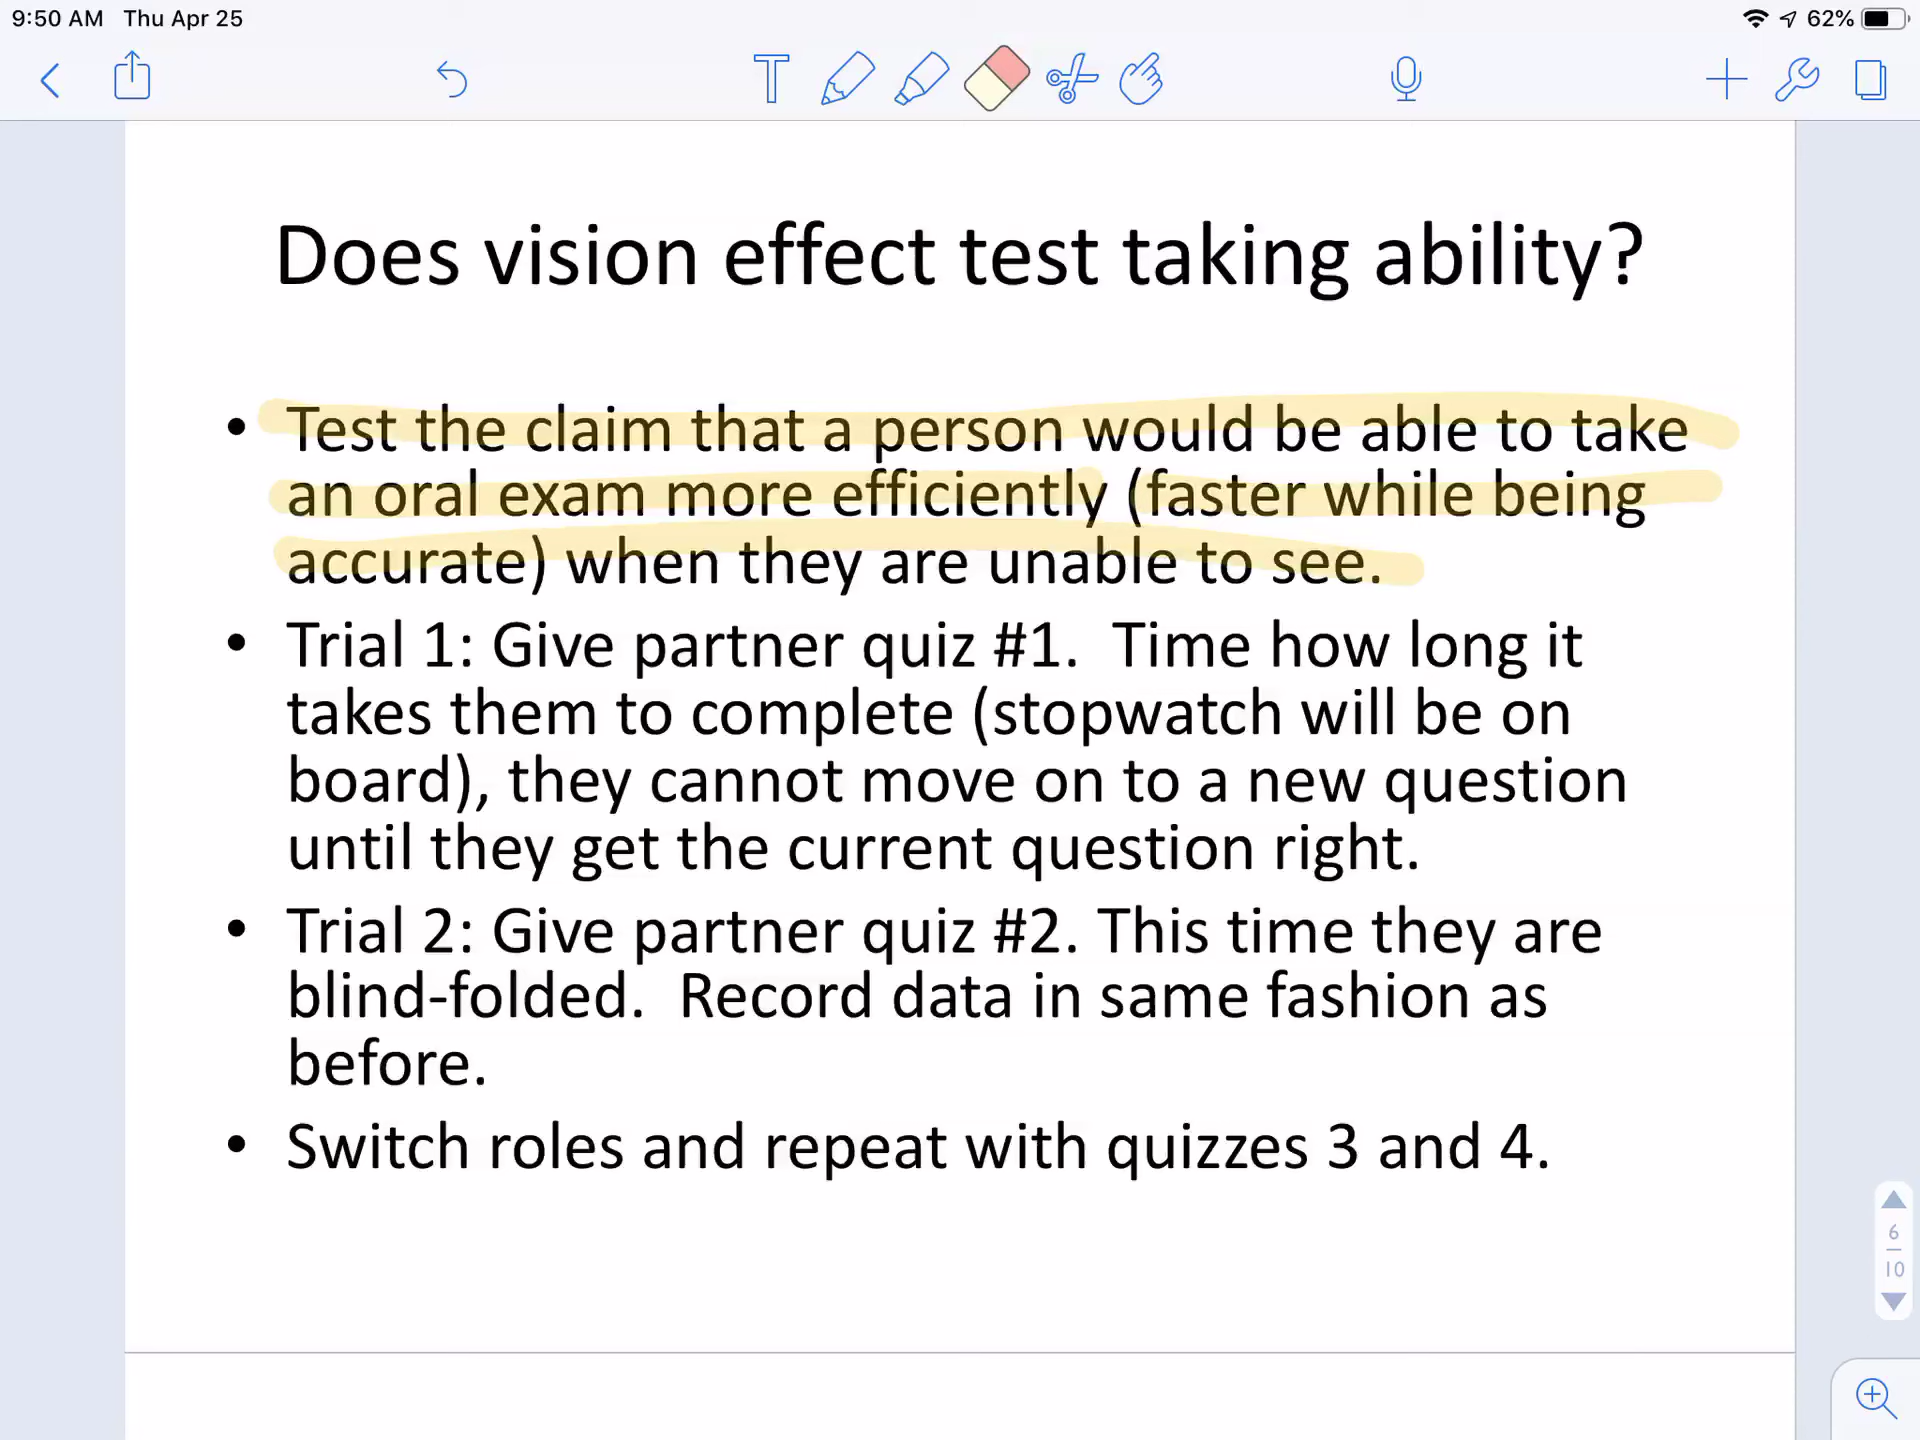 9:50 AM Thu Apr 25
62%
T
Does vision effect test taking ability?
• Test the claim that a person would be able to take
an oral exam more efficiently (faster while being
accurate) when they are unable to see.
• Trial 1: Give partner quiz #1.  Time how long it
takes them to complete (stopwatch will be on
board), they cannot move on to a new question
until they get the current question right.
• Trial 2: Give partner quiz #2. This time they are
blind-folded.  Record data in same fashion as
before.
• Switch roles and repeat with quizzes 3 and 4.
6
10